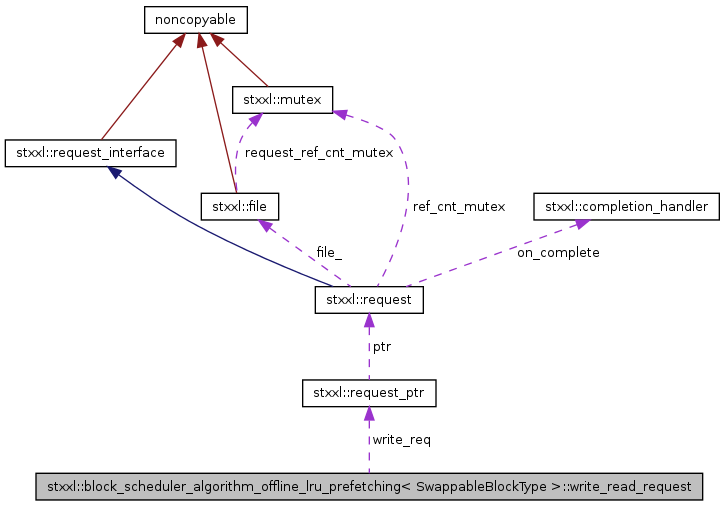 noncopyable
stxxl::mutex
stxxl::request_interface
request_ref_cnt_mutex
stxxl::file
ref_cnt_mutex
stxxl::completion_handler
file_
on_complete
stxxl::request
ptr
stxxl::request_ptr
write_req
stxxl::block_scheduler_algorithm_offline_lru_prefetching< SwappableBlockType >::write_read_request